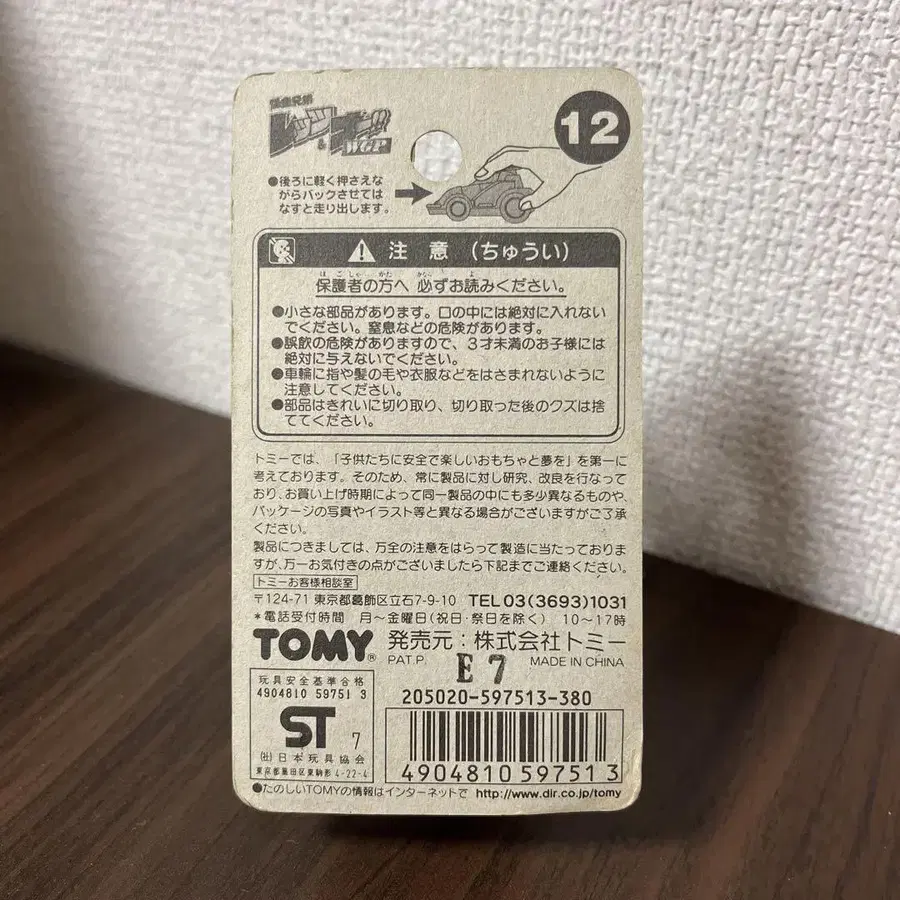 爆走兄弟
レッツ&ゴー!!
WGP
12
●後ろに軽く押さえな
がらバックさせては
なすと走り出します。
注意(ちゅうい)
保護者の方へ 必ずお読みください。
●小さな部品があります。口の中には絶対に入れない
でください。窒息などの危険があります。
●誤飲の危険がありますので、3才未満のお子様には
絶対に与えないでください。
●車輪に指や髪の毛や衣服などをはさまれないように
注意してください。
●部品はきれいに切り取り、切り取った後のクズは捨
ててください。
トミーでは、「子供たちに安全で楽しいおもちゃと夢を」を第一に
考えております。そのため、常に製品に対し研究、改良を行なって
おり、お買い上げ時期によって同一製品の中にも多少異なるものや、
パッケージの写真やイラスト等と異なる場合がございますがご了承
ください。
製品につきましては、万全の注意をはらって製造に当たっております
が、万一お気付きの点がございましたら下記までご連絡ください。
トミーお客様相談室
〒124-71 東京都葛飾区立石7-9-10 TEL 03(3693)1031
*電話受付時間 月~金曜日(祝日・祭日を除く) 10~17時
TOMY® 発売元:株式会社トミー
PAT.P. E7 MADE IN CHINA
205020-597513-380
玩具安全基準合格
4904810 59751 3
ST 7
(社)日本玩具協会
東京都墨田区東駒形4-22-4
4904810597513
●たのしいTOMYの情報はインターネットで http://www.dir.co.jp/tomy